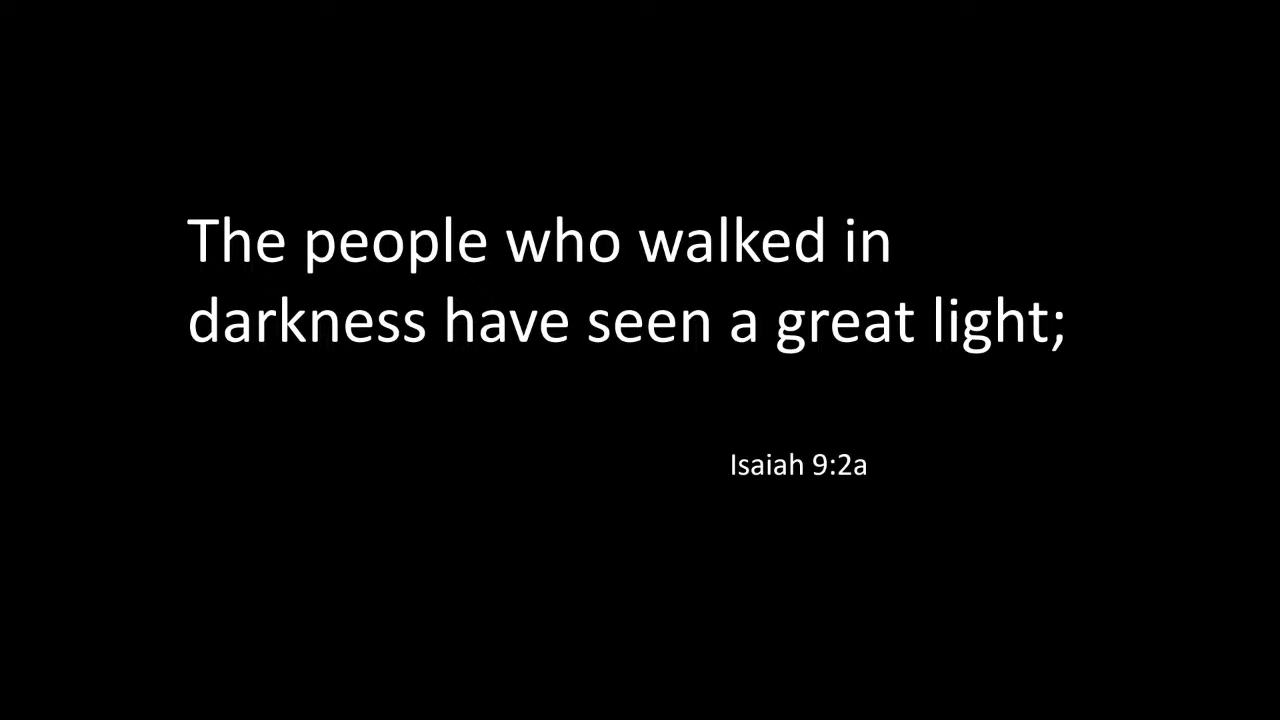 The people who walked in
darkness have seen a great light;
Isaiah 9:2a